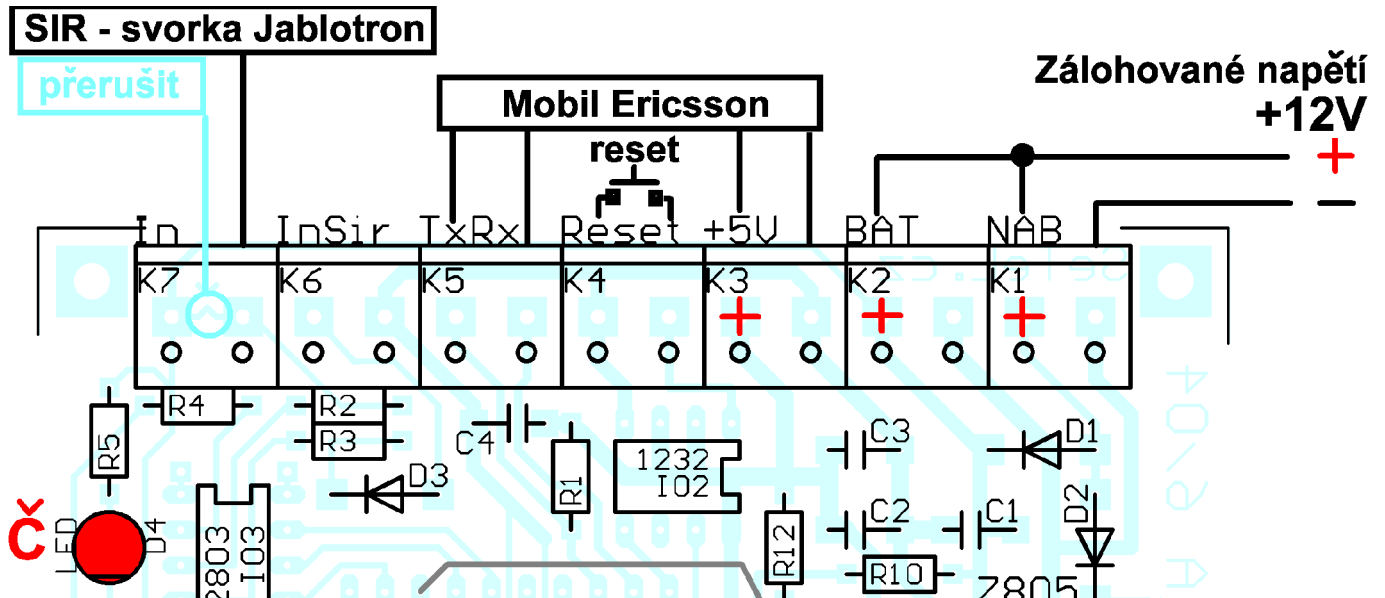 SIR - svorka Jablotron
přerušit
Zálohované napětí
+12V
+
−
Mobil Ericsson
reset
In InSir TxRx Reset +5V BAT NAB
K7 K6 K5 K4 K3 K2 K1
+ + +
R4 R2
R3
R5
C4
D3
R1
1232
IO2
C3
D1
C2
C1
D2
R12
R10
Č
LED
D4
2803
IO3
Z805